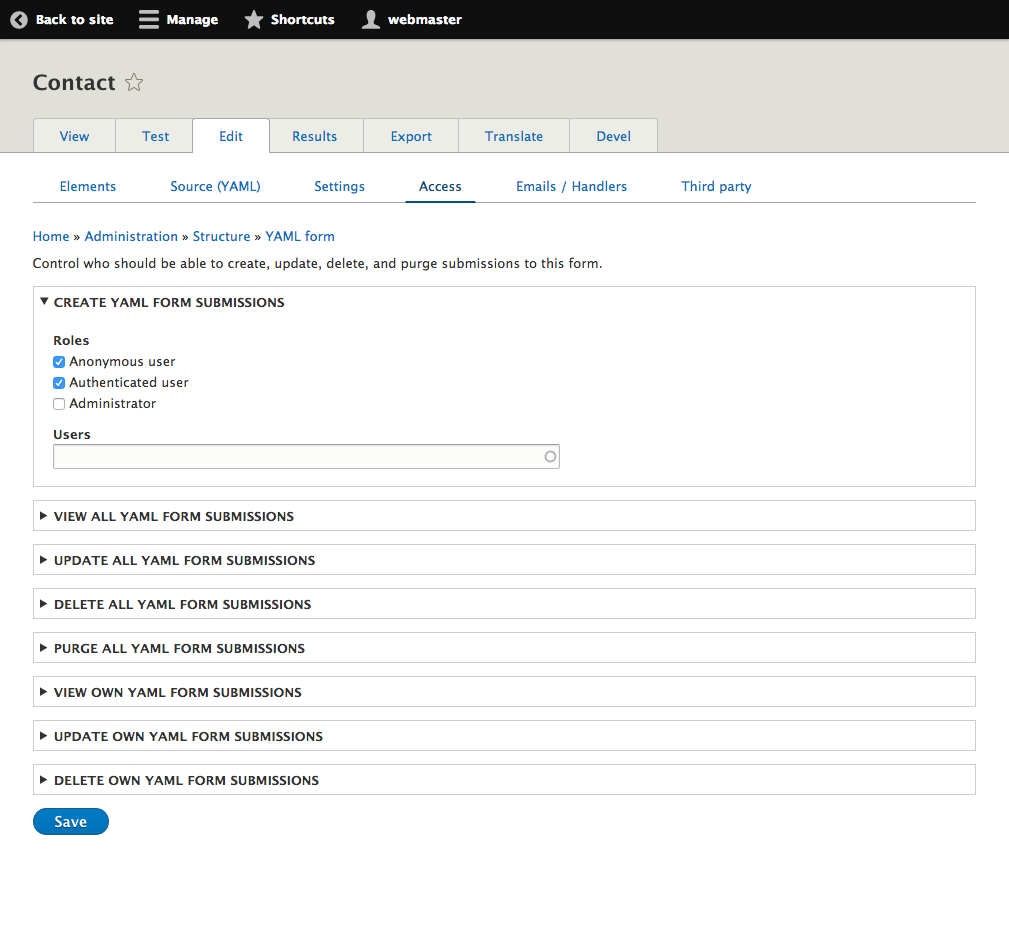 Back to site Manage Shortcuts webmaster
Contact
View Test Edit Results Export Translate Devel
Elements Source (YAML) Settings Access Emails / Handlers Third party
Home » Administration » Structure » YAML form
Control who should be able to create, update, delete, and purge submissions to this form.
CREATE YAML FORM SUBMISSIONS
Roles
Anonymous user
Authenticated user
Administrator
Users
VIEW ALL YAML FORM SUBMISSIONS
UPDATE ALL YAML FORM SUBMISSIONS
DELETE ALL YAML FORM SUBMISSIONS
PURGE ALL YAML FORM SUBMISSIONS
VIEW OWN YAML FORM SUBMISSIONS
UPDATE OWN YAML FORM SUBMISSIONS
DELETE OWN YAML FORM SUBMISSIONS
Save